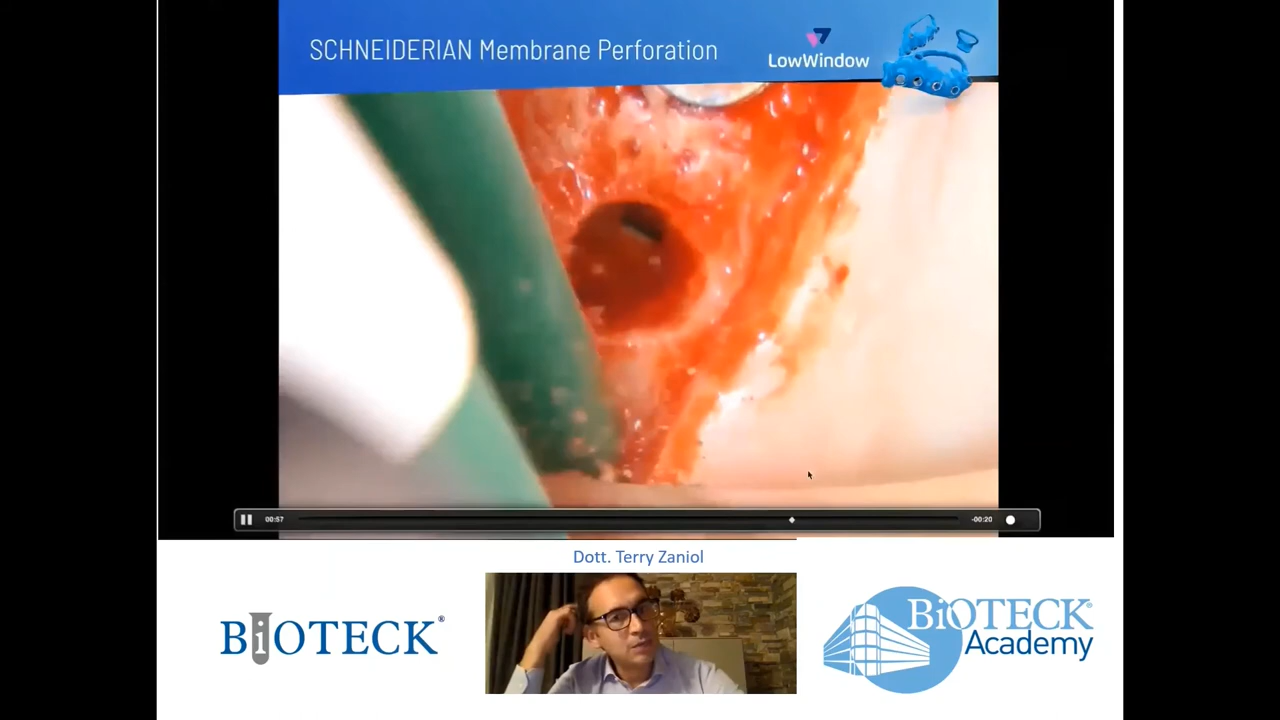 SCHNEIDERIAN Membrane Perforation
LowWindow
00:57
-00:20
Dott. Terry Zaniol
BiOTECK®
BiOTECK®
Academy